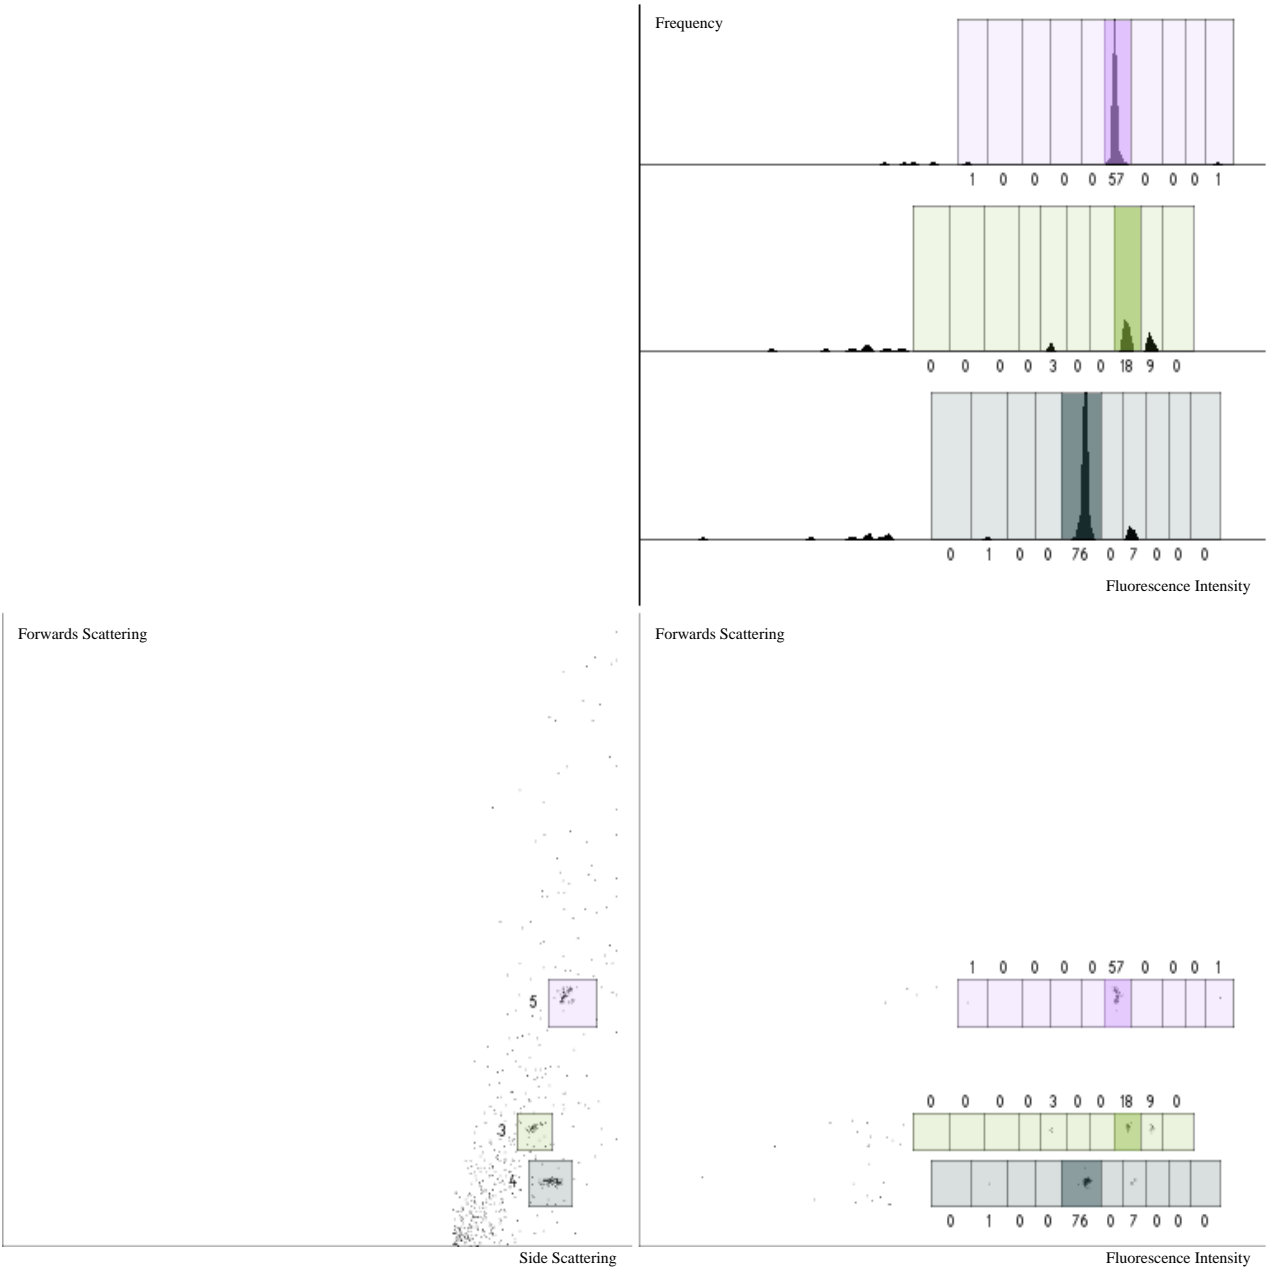 Frequency
1 0 0 0 0 57 0 0 0 1
0 0 0 0 3 0 0 18 9 0
0 1 0 0 76 0 7 0 0 0
Fluorescence Intensity
Forwards Scattering
5
3
4
Side Scattering
Forwards Scattering
1 0 0 0 0 57 0 0 0 1
0 0 0 0 3 0 0 18 9 0
0 1 0 0 76 0 7 0 0 0
Fluorescence Intensity